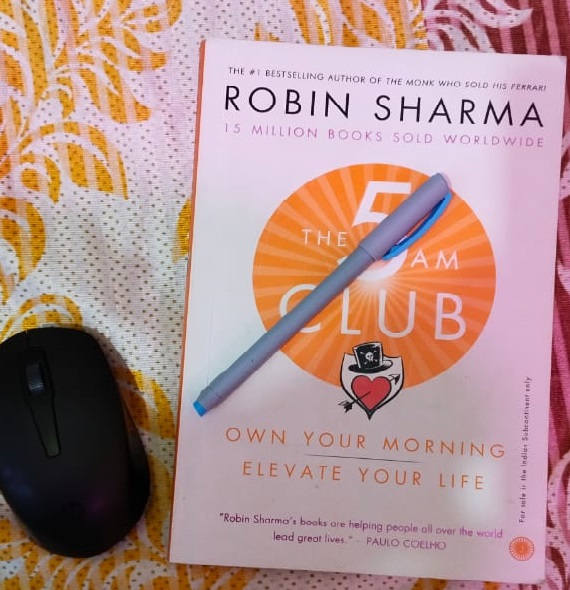 THE #1 BESTSELLING AUTHOR OF THE MONK WHO SOLD HIS FERRARI
ROBIN SHARMA
15 MILLION BOOKS SOLD WORLDWIDE
THE 5 AM
CLUB
OWN YOUR MORNING
ELEVATE YOUR LIFE
"Robin Sharma's books are helping people all over the world
lead great lives." - PAULO COELHO
For sale in the Indian Subcontinent only